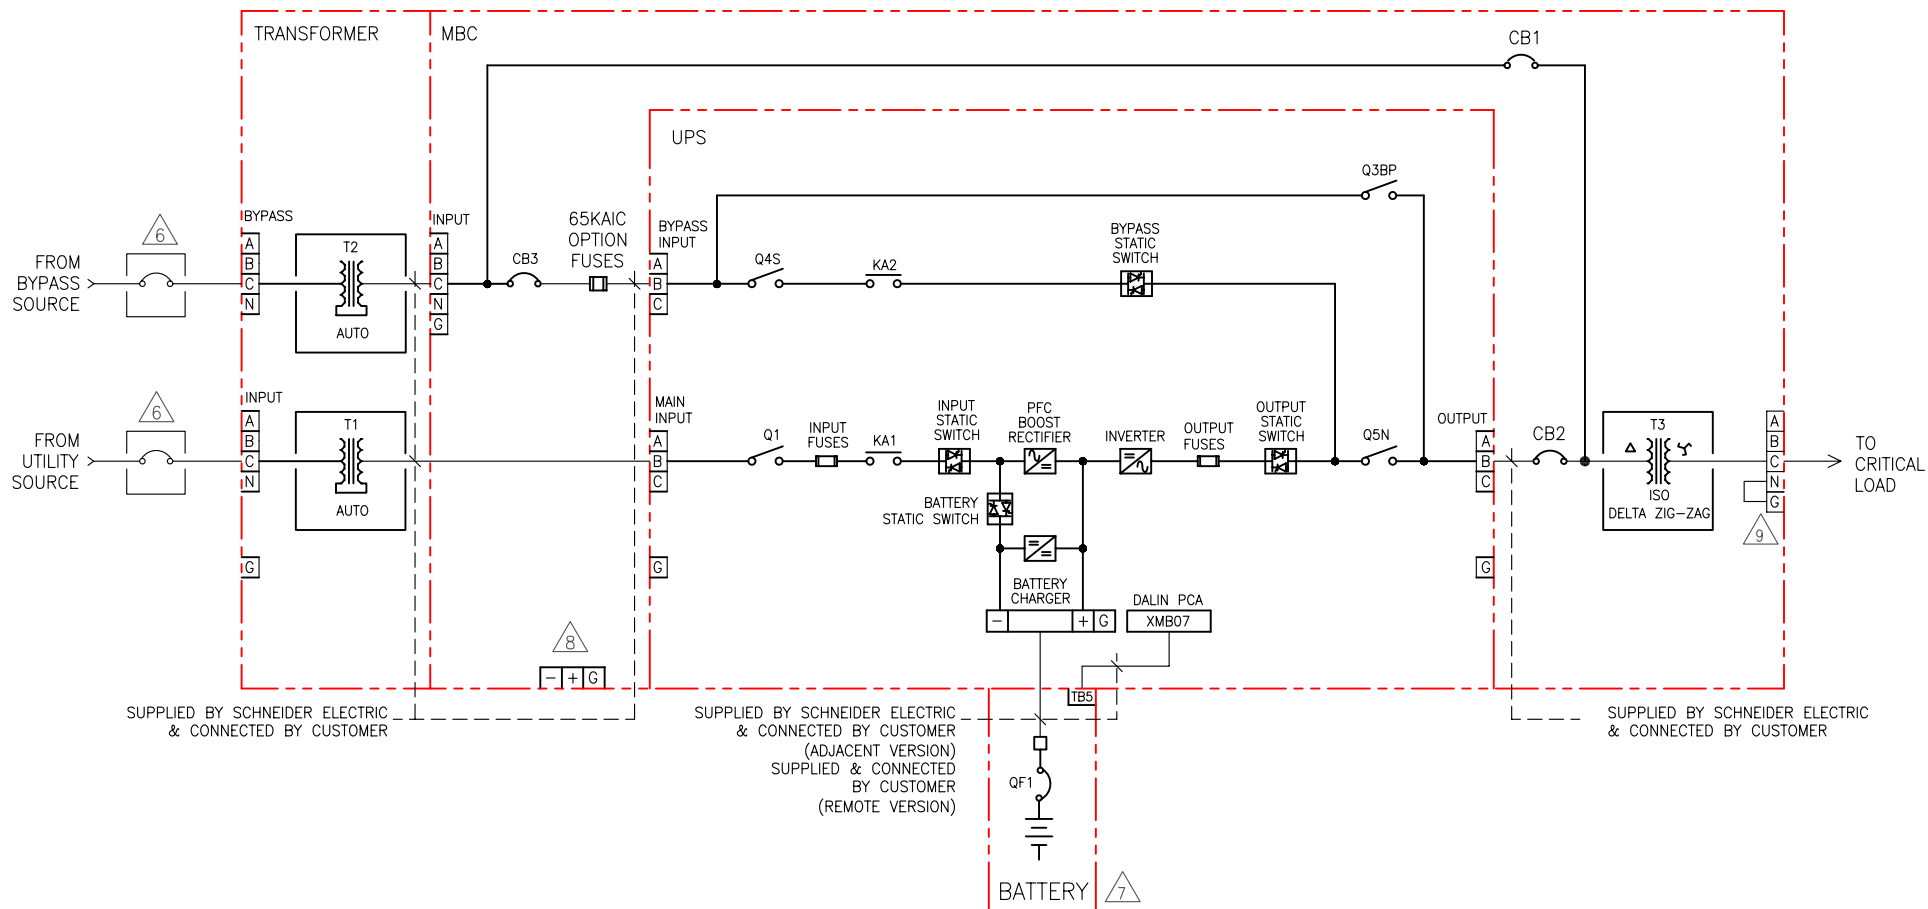 TRANSFORMER
MBC
CB1
UPS
Q3BP
6
BYPASS
A
B
C
N
T2
AUTO
INPUT
A
B
C
N
G
CB3
65KAIC
OPTION
FUSES
BYPASS
INPUT
A
B
C
Q4S
KA2
BYPASS
STATIC
SWITCH
FROM
BYPASS
SOURCE
6
INPUT
A
B
C
N
T1
AUTO
FROM
UTILITY
SOURCE
MAIN
INPUT
A
B
C
Q1
INPUT
FUSES
KA1
INPUT
STATIC
SWITCH
PFC
BOOST
RECTIFIER
INVERTER
OUTPUT
FUSES
OUTPUT
STATIC
SWITCH
Q5N
OUTPUT
A
B
C
CB2
T3
ISO
DELTA ZIG-ZAG
A
B
C
N
G
TO
CRITICAL
LOAD
9
BATTERY
STATIC SWITCH
G
G
G
BATTERY
CHARGER
- + G
DALIN PCA
XMB07
8
- + G
TB5
SUPPLIED BY SCHNEIDER ELECTRIC
& CONNECTED BY CUSTOMER
SUPPLIED BY SCHNEIDER ELECTRIC
& CONNECTED BY CUSTOMER
(ADJACENT VERSION)
SUPPLIED & CONNECTED
BY CUSTOMER
(REMOTE VERSION)
SUPPLIED BY SCHNEIDER ELECTRIC
& CONNECTED BY CUSTOMER
QF1
BATTERY
7